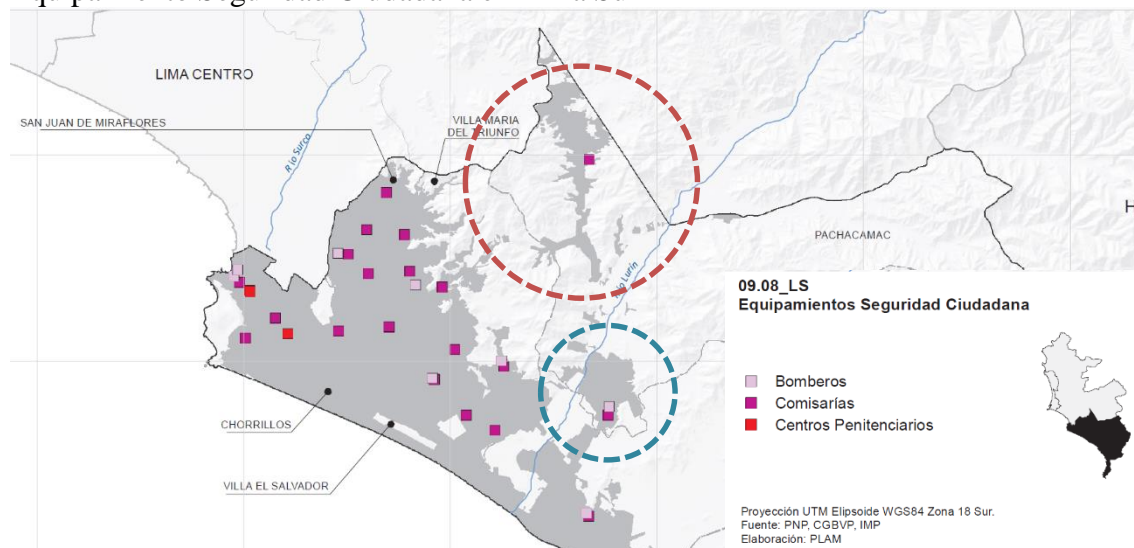 LIMA CENTRO
SAN JUAN DE MIRAFLORES
VILLA MARIA
DEL TRIUNFO
Rio Surco
PACHACAMAC
Rio Lurín
H
09.08_LS
Equipamientos Seguridad Ciudadana
Bomberos
Comisarías
Centros Penitenciarios
CHORRILLOS
VILLA EL SALVADOR
Proyección UTM Elipsoide WGS84 Zona 18 Sur.
Fuente: PNP, CGBVP, IMP
Elaboración: PLAM